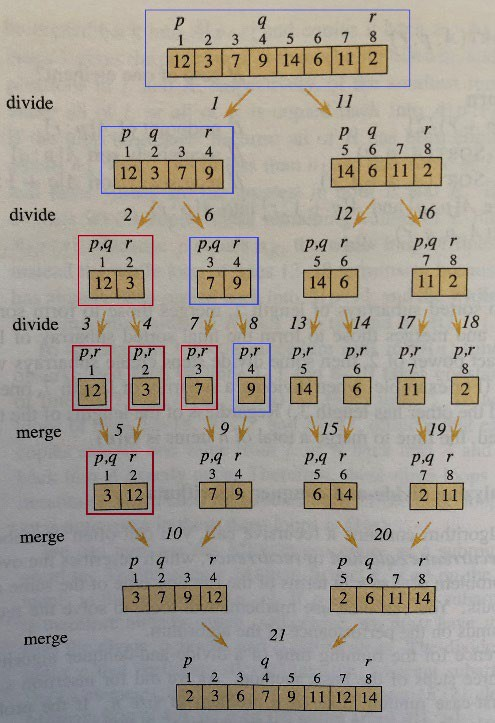 p q r
1 2 3 4 5 6 7 8
12 3 7 9 14 6 11 2
divide 1 11
p q r p q r
1 2 3 4 5 6 7 8
12 3 7 9 14 6 11 2
divide 2 6 12 16
p,q r p,q r p,q r p,q r
1 2 3 4 5 6 7 8
12 3 7 9 14 6 11 2
divide 3 4 7 8 13 14 17 18
p,r p,r p,r p,r p,r p,r p,r p,r
1 2 3 4 5 6 7 8
12 3 7 9 14 6 11 2
merge 5 9 15 19
p,q r p,q r p,q r p,q r
1 2 3 4 5 6 7 8
3 12 7 9 6 14 2 11
merge 10 20
p q r p q r
1 2 3 4 5 6 7 8
3 7 9 12 2 6 11 14
merge 21
p q r
1 2 3 4 5 6 7 8
2 3 6 7 9 11 12 14